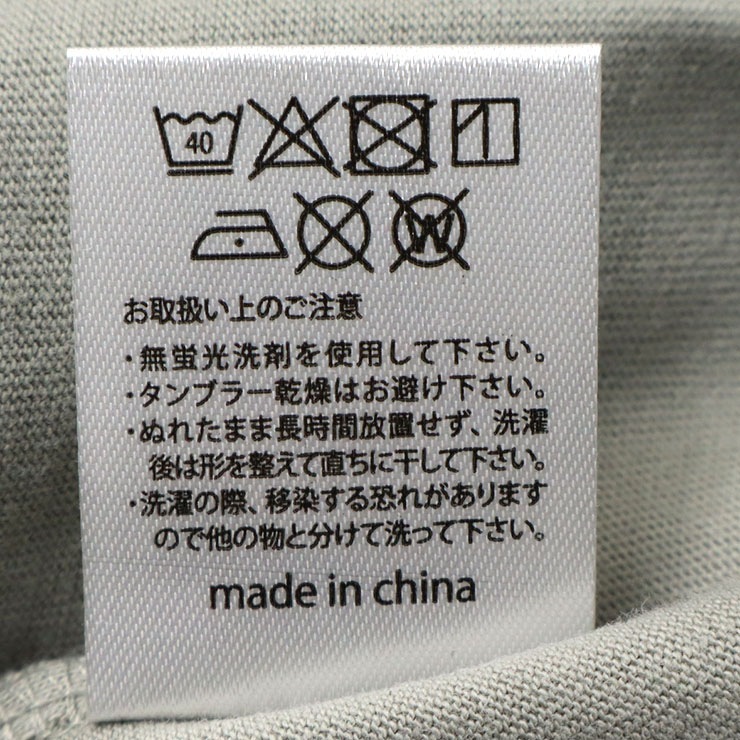 40
W
お取扱い上のご注意
・無蛍光洗剤を使用して下さい。
・タンブラー乾燥はお避け下さい。
・ぬれたまま長時間放置せず、洗濯
後は形を整えて直ちに干して下さい。
・洗濯の際、移染する恐れがあります
ので他の物と分けて洗って下さい。
made in china